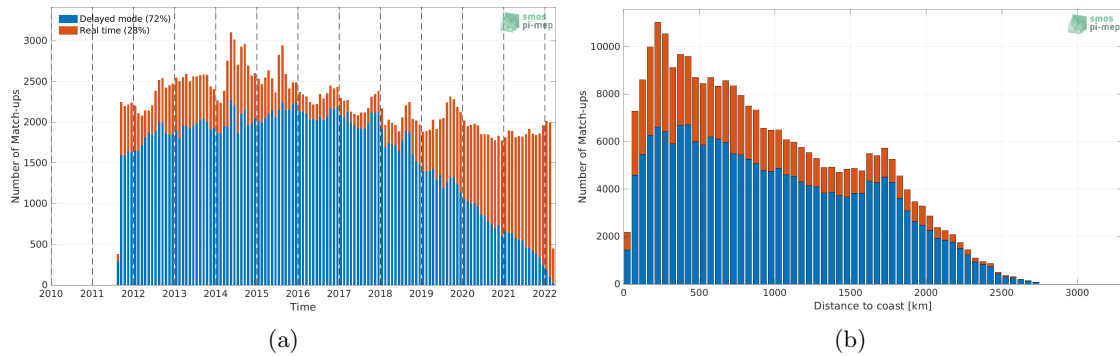 Delayed mode (72%)
Real time (28%)
smos
pi-mep
Number of Match-ups
3000
2500
2000
1500
1000
500
0
2010 2011 2012 2013 2014 2015 2016 2017 2018 2019 2020 2021 2022
Time
(a)
smos
pi-mep
Number of Match-ups
10000
8000
6000
4000
2000
0
0 500 1000 1500 2000 2500 3000
Distance to coast [km]
(b)